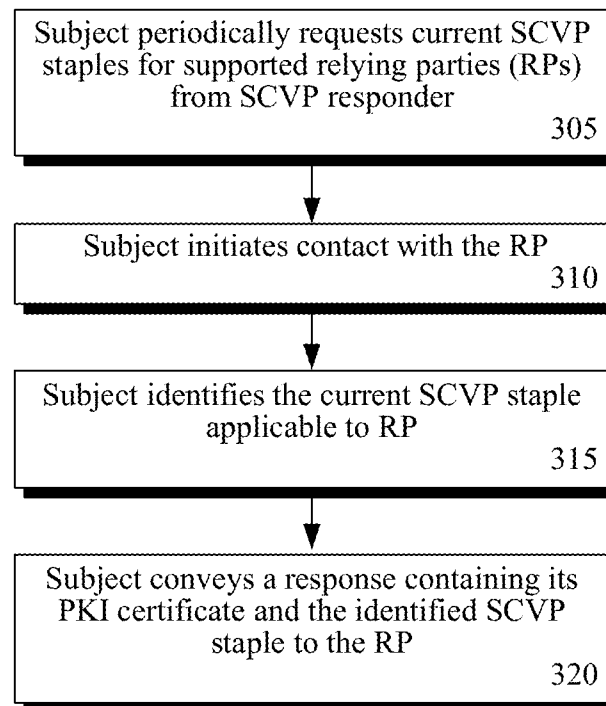 Subject periodically requests current SCVP
staples for supported relying parties (RPs)
from SCVP responder
305
Subject initiates contact with the RP
310
Subject identifies the current SCVP staple
applicable to RP
315
Subject conveys a response containing its
PKI certificate and the identified SCVP
staple to the RP
320